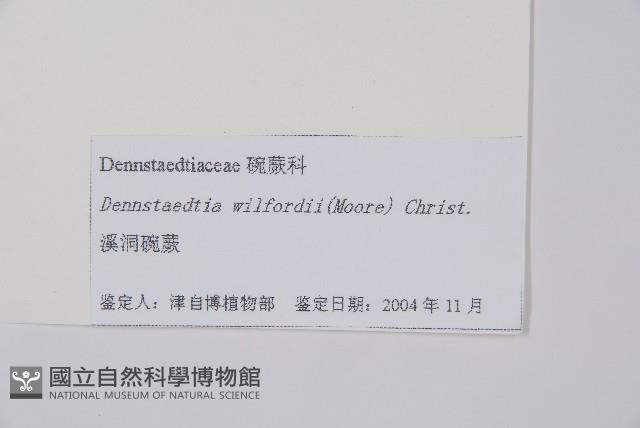 Dennstaedtiaceae 碗蕨科
Dennstaedtia wilfordii(Moore) Christ.
溪洞碗蕨
鉴定人：津自博植物部 鉴定日期：2004 年 11 月
國立自然科學博物館
NATIONAL MUSEUM OF NATURAL SCIENCE